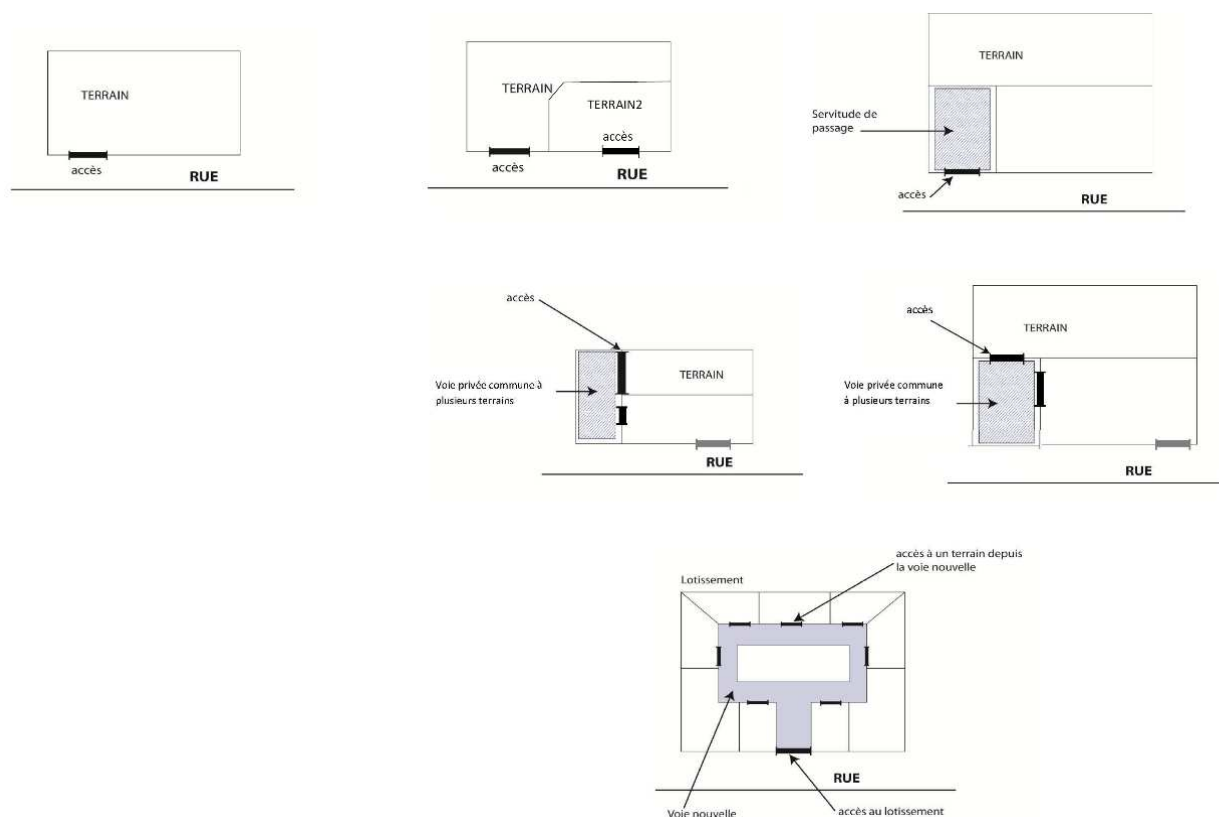 TERRAIN
accès
RUE
TERRAIN
TERRAIN2
accès
accès
RUE
TERRAIN
Servitude de
passage
accès
RUE
accès
Voie privée commune à
plusieurs terrains
TERRAIN
RUE
accès
TERRAIN
Voie privée commune
à plusieurs terrains
RUE
accès à un terrain depuis
la voie nouvelle
Lotissement
RUE
Voie nouvelle
accès au lotissement